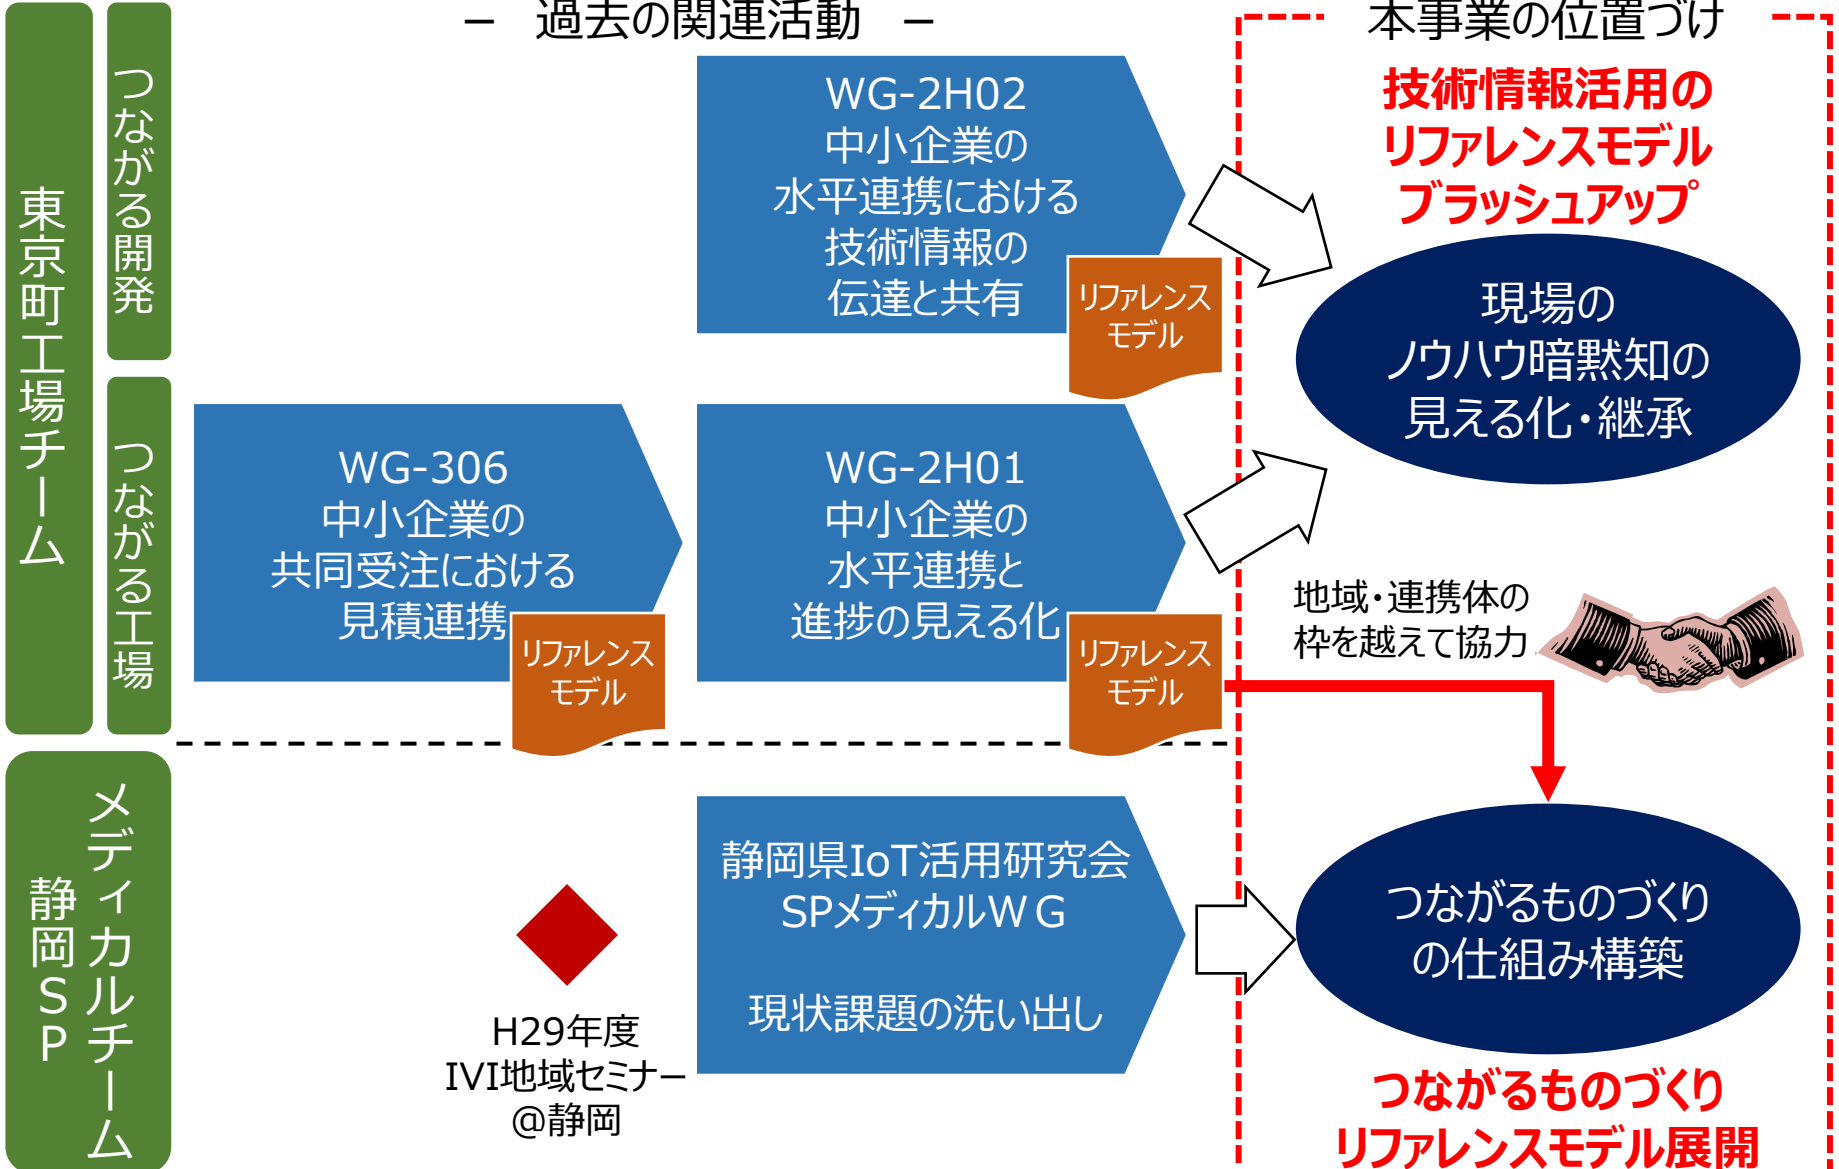 − 過去の関連活動 −
本事業の位置づけ
東京町工場チーム
つながる開発
つながる工場
WG-2H02
中小企業の
水平連携における
技術情報の
伝達と共有
リファレンス
モデル
技術情報活用の
リファレンスモデル
ブラッシュアップ
現場の
ノウハウ暗黙知の
見える化・継承
WG-306
中小企業の
共同受注における
見積連携
リファレンス
モデル
WG-2H01
中小企業の
水平連携と
進捗の見える化
リファレンス
モデル
地域・連携体の
枠を越えて協力
メディカルチーム
静岡SP
H29年度
IVI地域セミナー
@静岡
静岡県IoT活用研究会
SPメディカルWG
現状課題の洗い出し
つながるものづくり
の仕組み構築
つながるものづくり
リファレンスモデル展開